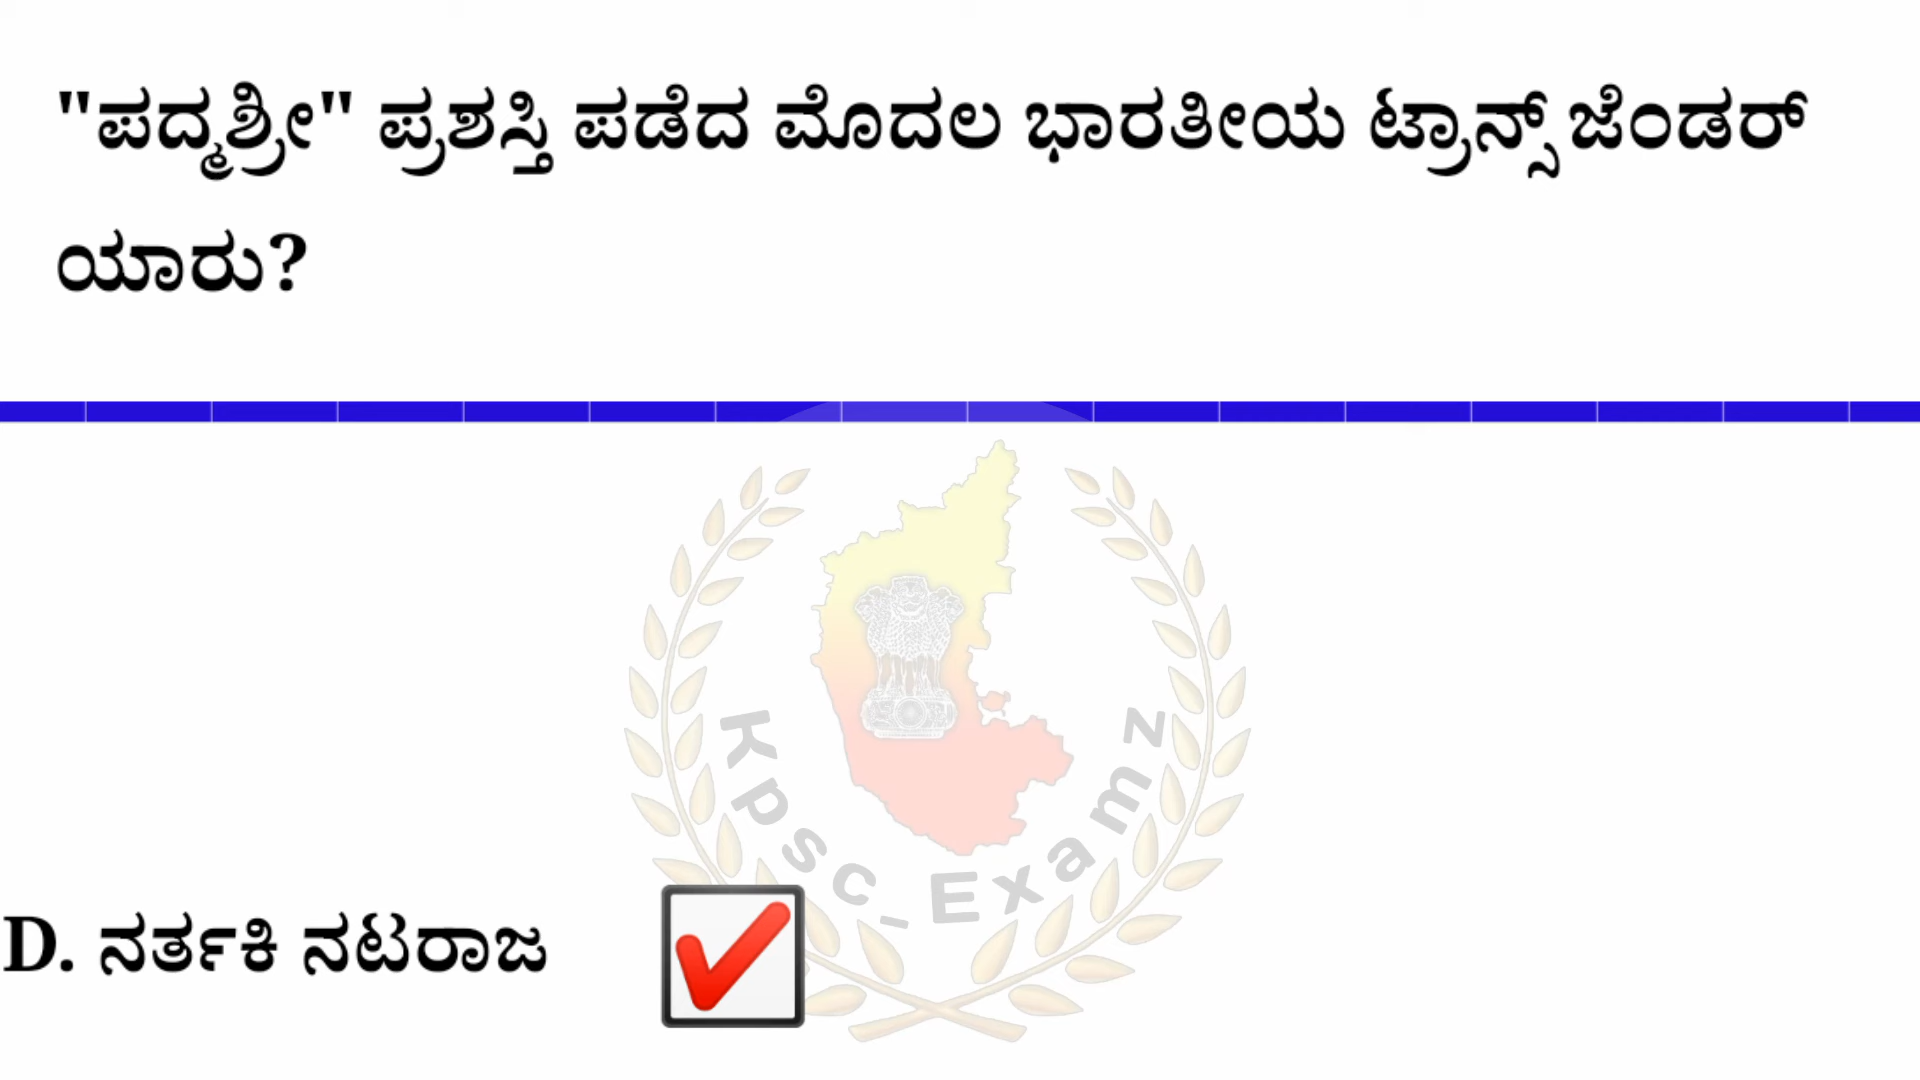 "ಪದ್ಮಶ್ರೀ" ಪ್ರಶಸ್ತಿ ಪಡೆದ ಮೊದಲ ಭಾರತೀಯ ಟ್ರಾನ್ಸ್ ಜೆಂಡರ್
ಯಾರು?
Kpsc_Examz
D. ನರ್ತಕಿ ನಟರಾಜ